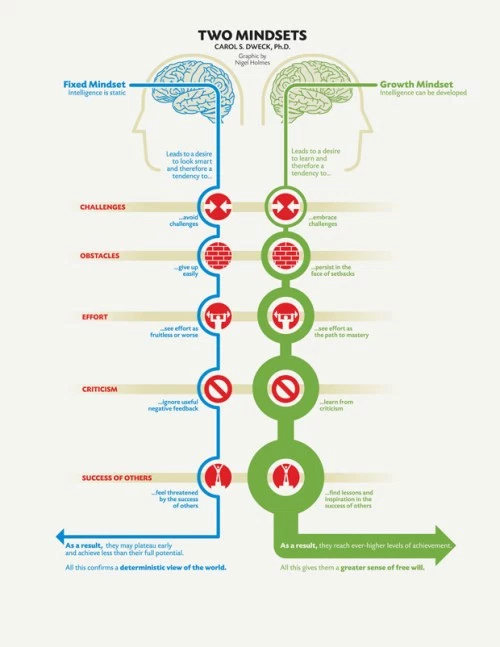 TWO MINDSETS
CAROL S. DWECK, Ph.D.
Graphic by
Nigel Holmes
Fixed Mindset
Intelligence is static
Growth Mindset
Intelligence can be developed
Leads to a desire
to look smart
and therefore a
tendency to...
Leads to a desire
to learn and
therefore a
tendency to...
CHALLENGES
...avoid
challenges
...embrace
challenges
OBSTACLES
...give up
easily
...persist in the
face of setbacks
EFFORT
...see effort as
fruitless or worse
...see effort as
the path to mastery
CRITICISM
...ignore useful
negative feedback
...learn from
criticism
SUCCESS OF OTHERS
...feel threatened
by the success
of others
...find lessons and
inspiration in the
success of others
As a result, they may plateau early
and achieve less than their full potential.
All this confirms a deterministic view of the world.
As a result, they reach ever-higher levels of achievement.
All this gives them a greater sense of free will.